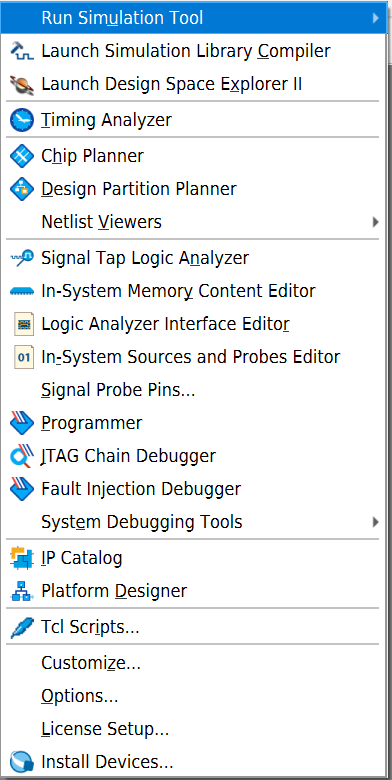 Run Simulation Tool
Launch Simulation Library Compiler
Launch Design Space Explorer II
Timing Analyzer
Chip Planner
Design Partition Planner
Netlist Viewers
Signal Tap Logic Analyzer
In-System Memory Content Editor
Logic Analyzer Interface Editor
01 In-System Sources and Probes Editor
Signal Probe Pins...
Programmer
JTAG Chain Debugger
Fault Injection Debugger
System Debugging Tools
IP Catalog
Platform Designer
Tcl Scripts...
Customize...
Options...
License Setup...
Install Devices...